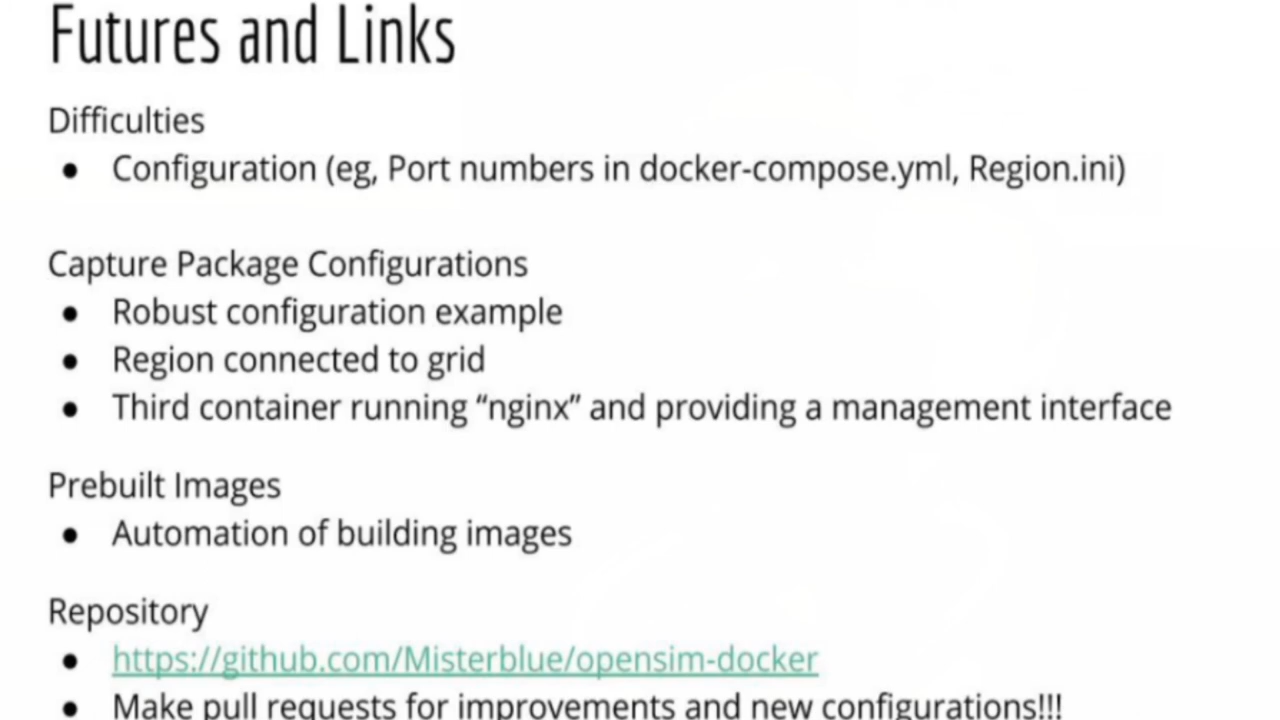 Futures and Links
Difficulties
● Configuration (eg, Port numbers in docker-compose.yml, Region.ini)
Capture Package Configurations
● Robust configuration example
● Region connected to grid
● Third container running “nginx” and providing a management interface
Prebuilt Images
● Automation of building images
Repository
● https://github.com/Misterblue/opensim-docker
● Make pull requests for improvements and new configurations!!!